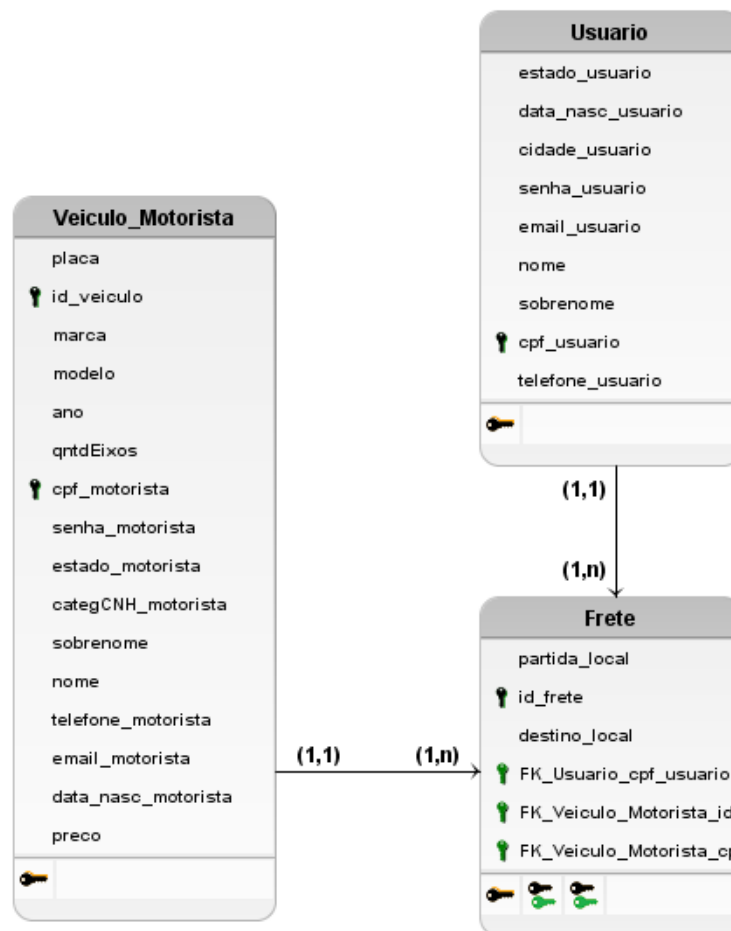 Usuario
estado_usuario
data_nasc_usuario
cidade_usuario
senha_usuario
email_usuario
nome
sobrenome
cpf_usuario
telefone_usuario
Veiculo_Motorista
placa
id_veiculo
marca
modelo
ano
qntdEixos
cpf_motorista
senha_motorista
estado_motorista
categCNH_motorista
sobrenome
nome
telefone_motorista
email_motorista
data_nasc_motorista
preco
(1,1)
(1,n)
(1,1)
(1,n)
Frete
partida_local
id_frete
destino_local
FK_Usuario_cpf_usuario
FK_Veiculo_Motorista_id
FK_Veiculo_Motorista_cp